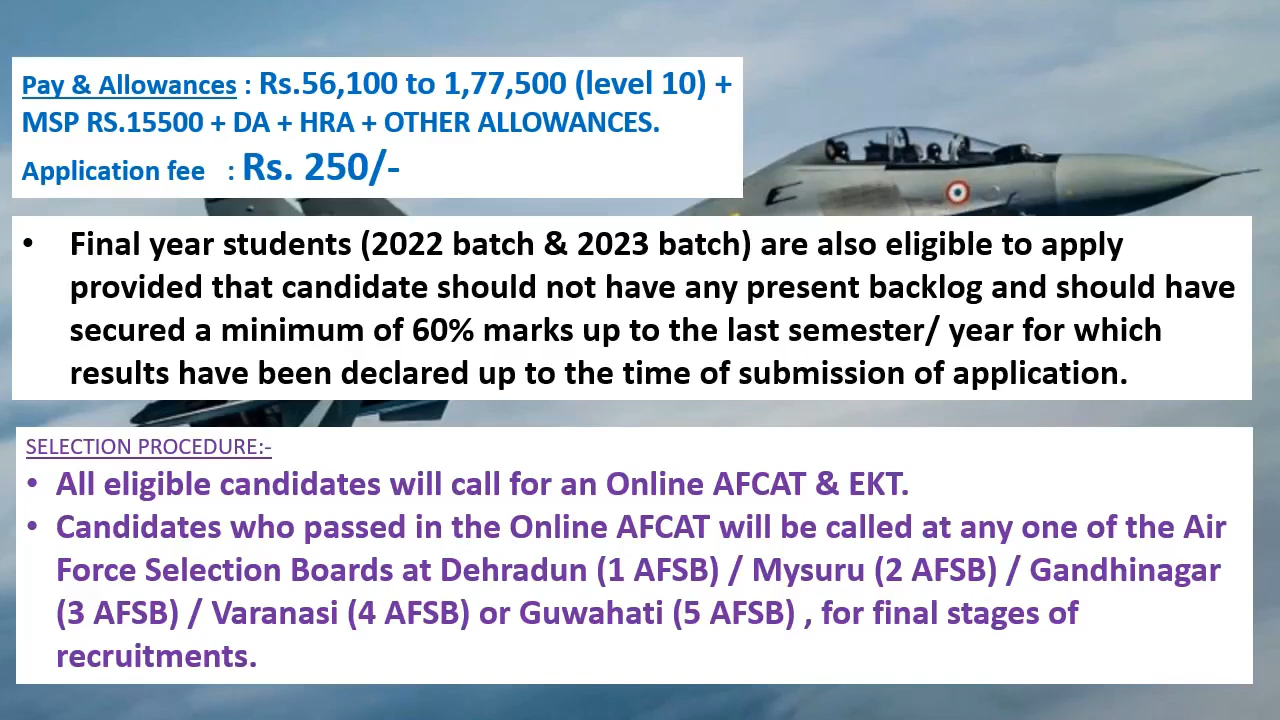 Pay & Allowances : Rs.56,100 to 1,77,500 (level 10) +
MSP RS.15500 + DA + HRA + OTHER ALLOWANCES.
Application fee : Rs. 250/-
• Final year students (2022 batch & 2023 batch) are also eligible to apply
provided that candidate should not have any present backlog and should have
secured a minimum of 60% marks up to the last semester/ year for which
results have been declared up to the time of submission of application.
SELECTION PROCEDURE:-
• All eligible candidates will call for an Online AFCAT & EKT.
• Candidates who passed in the Online AFCAT will be called at any one of the Air
Force Selection Boards at Dehradun (1 AFSB) / Mysuru (2 AFSB) / Gandhinagar
(3 AFSB) / Varanasi (4 AFSB) or Guwahati (5 AFSB) , for final stages of
recruitments.